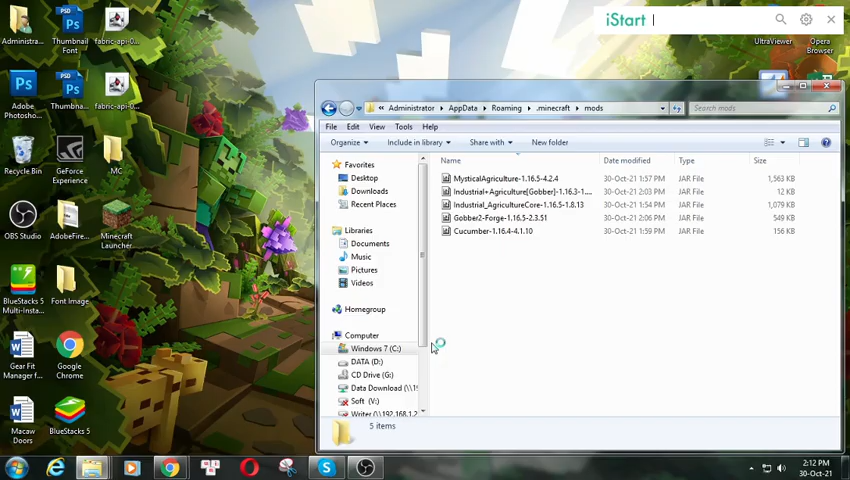 iStart
Administra...
Thumbnail
Font
fabric-api-0...
UltraViewer
Opera
Browser
Adobe
Photosho...
Thumbna...
fabric-api-0...
Administrator
AppData
Roaming
.minecraft
mods
Search mods
File
Edit
View
Tools
Help
Organize
Include in library
Share with
New folder
Name
Date modified
Type
Size
Favorites
Desktop
Downloads
Recent Places
Libraries
Documents
Music
Pictures
Videos
Homegroup
Computer
Windows 7 (C:)
DATA (D:)
CD Drive (G:)
Data Download (\\19
Soft (V:)
Writer (\\192.168.1.2
MysticalAgriculture-1.16.5-4.2.4 30-Oct-21 1:57 PM JAR File 1,563 KB
Industrial+Agriculture[Gobber]-1.16.3-1.... 30-Oct-21 2:03 PM JAR File 12 KB
Industrial_AgricultureCore-1.16.5-1.8.13 30-Oct-21 1:54 PM JAR File 1,079 KB
Gobber2-Forge-1.16.5-2.3.51 30-Oct-21 2:06 PM JAR File 549 KB
Cucumber-1.16.4-4.1.10 30-Oct-21 1:59 PM JAR File 156 KB
5 items
Recycle Bin
GeForce
Experience
MC
OBS Studio
AdobeFire...
Minecraft
Launcher
BlueStacks 5
Multi-Insta...
Font Image
Gear Fit
Manager f...
Google
Chrome
Macaw
Doors
BlueStacks 5
2:12 PM
30-Oct-21